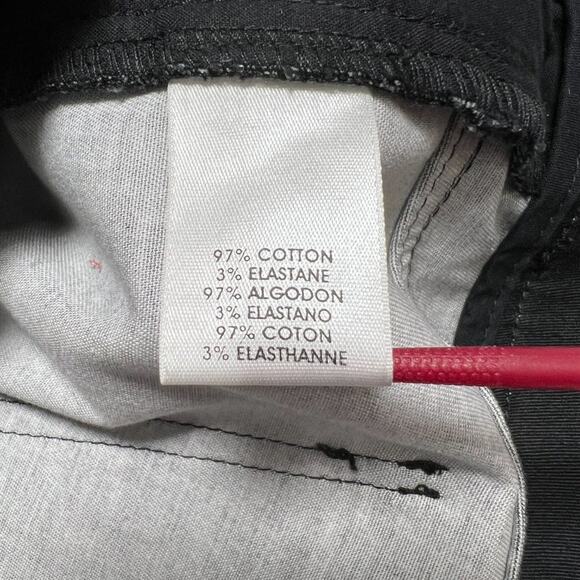 97% COTTON
3% ELASTANE
97% ALGODON
3% ELASTANO
97% COTON
3% ELASTHANNE